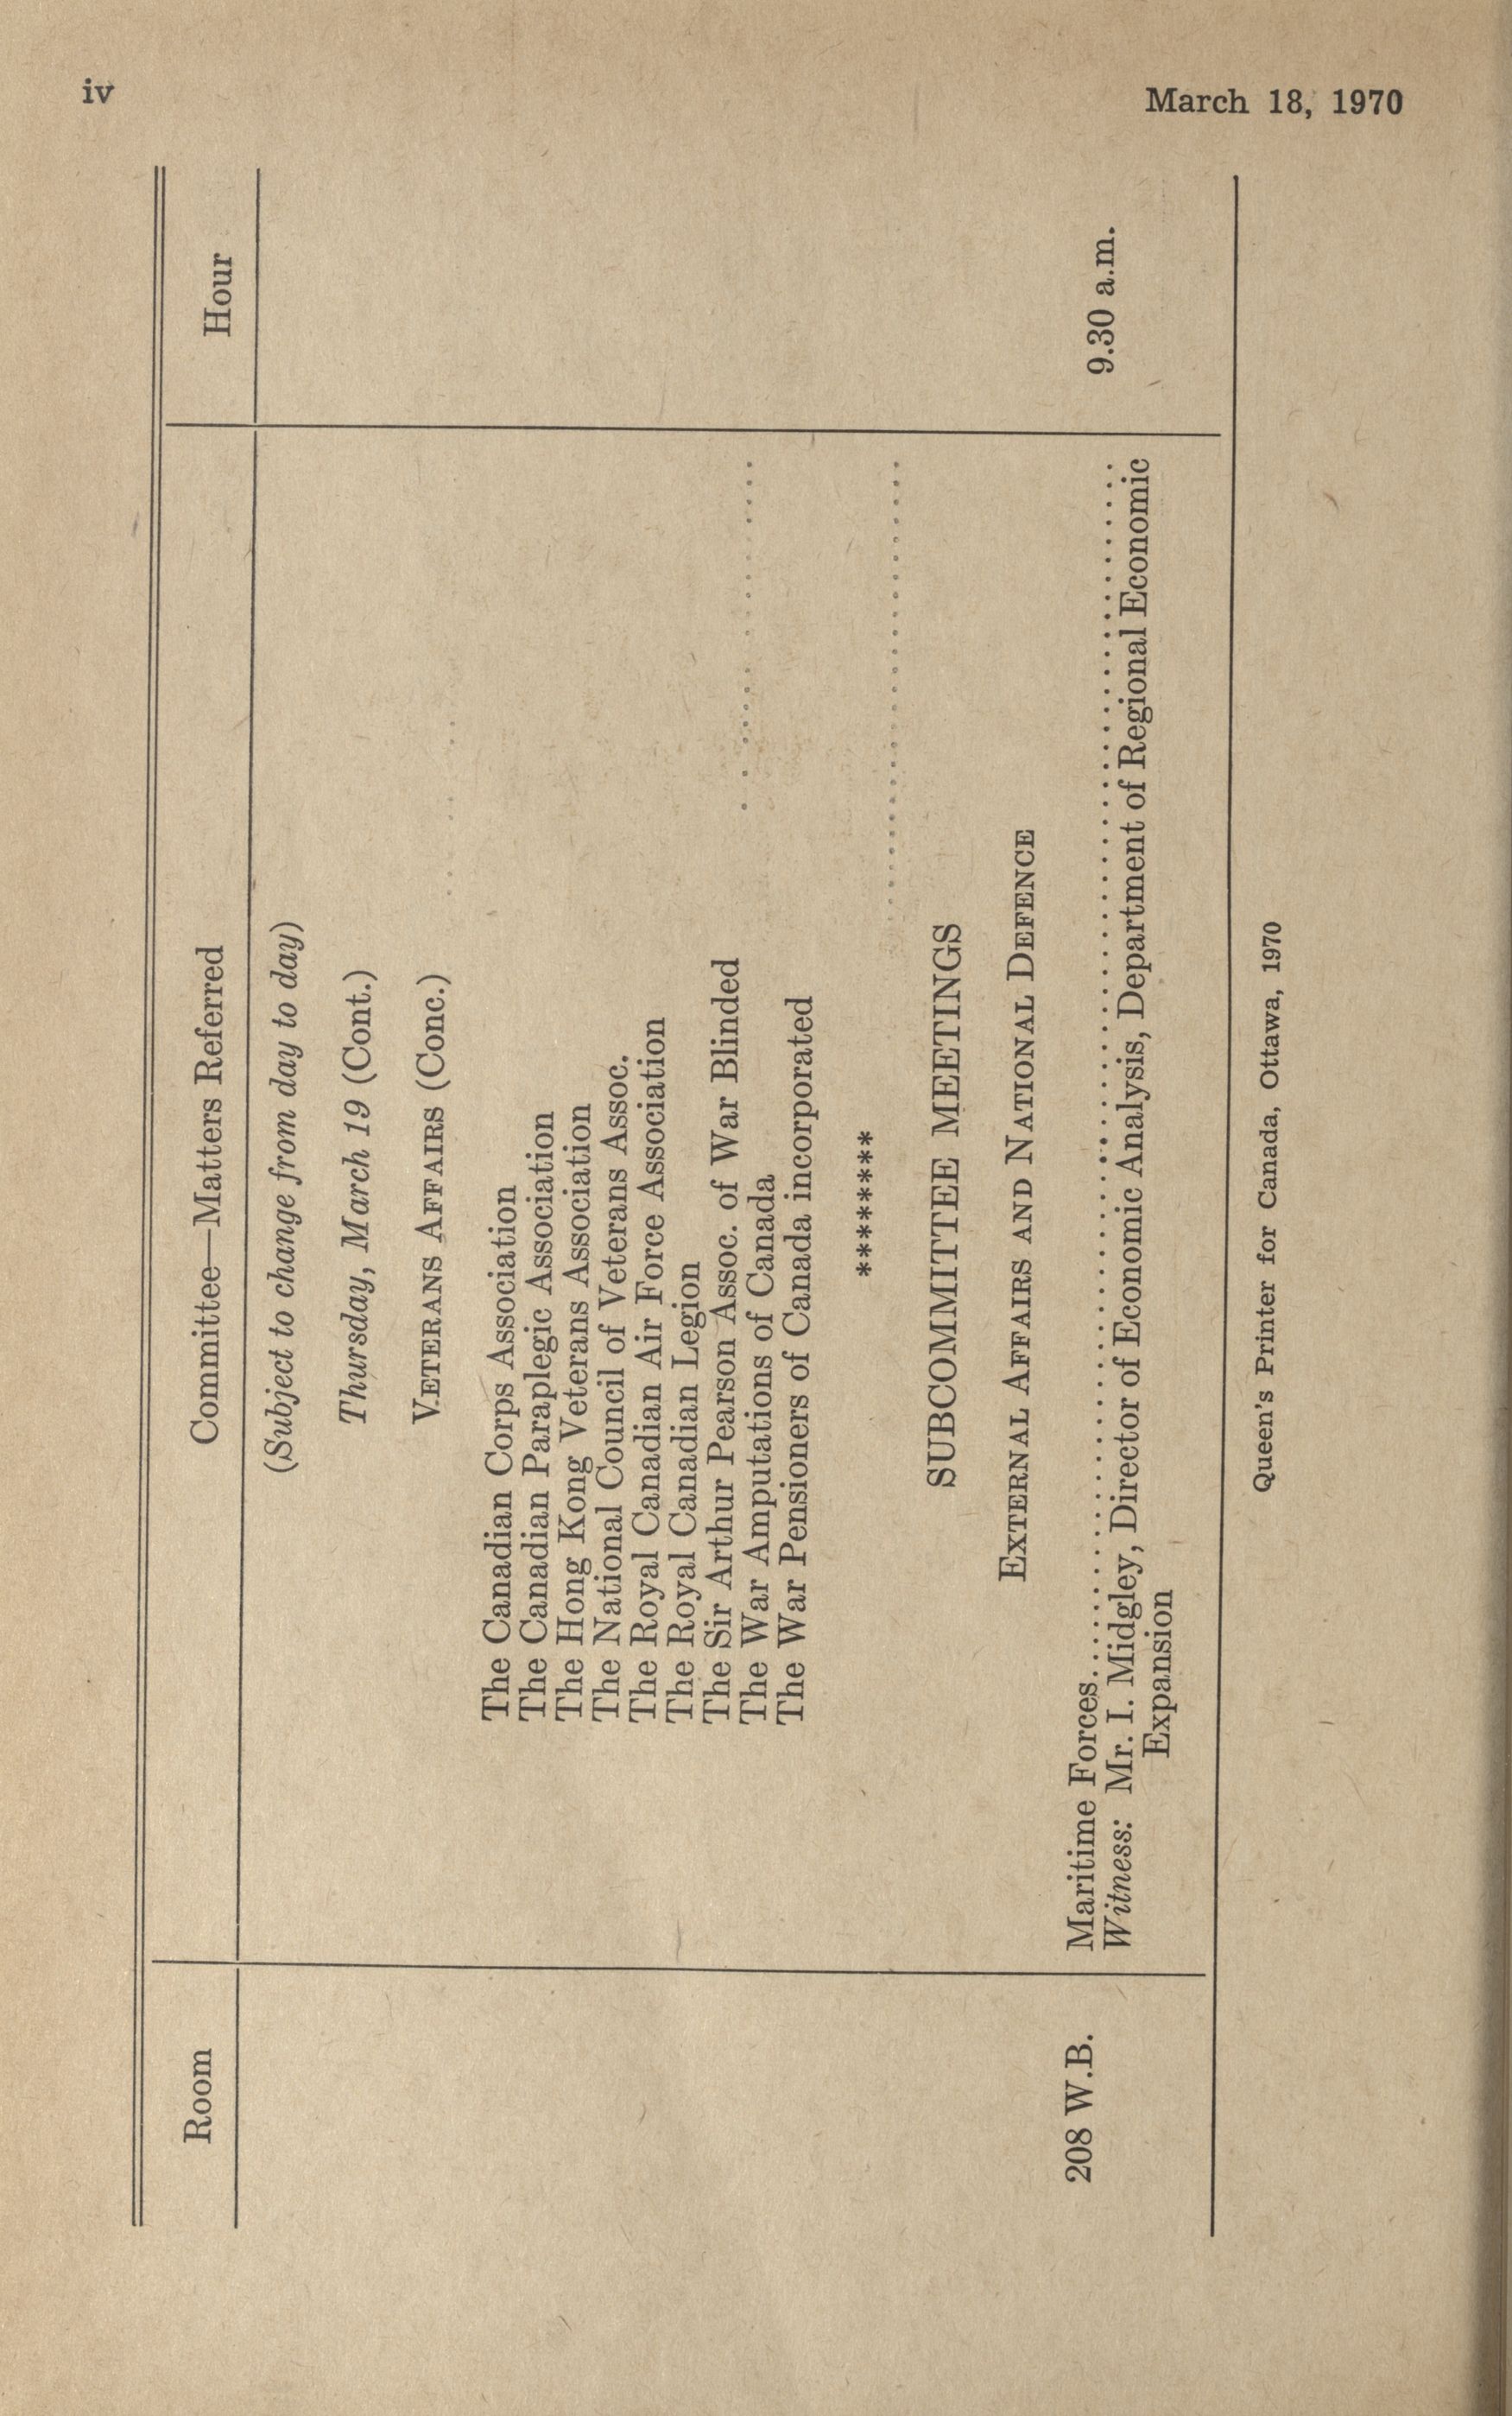 iv
March 18, 1970
Room
Committee—Matters Referred
Hour
(Subject to change from day to day)
Thursday, March 19 (Cont.)
VETERANS AFFAIRS (Conc.)
The Canadian Corps Association
The Canadian Paraplegic Association
The Hong Kong Veterans Association
The National Council of Veterans Assoc.
The Royal Canadian Air Force Association
The Royal Canadian Legion
The Sir Arthur Pearson Assoc. of War Blinded
The War Amputations of Canada
The War Pensioners of Canada incorporated
********
SUBCOMMITTEE MEETINGS
EXTERNAL AFFAIRS AND NATIONAL DEFENCE
208 W.B.
Maritime Forces
9.30 a.m.
Witness: Mr. I. Midgley, Director of Economic Analysis, Department of Regional Economic
Expansion
Queen's Printer for Canada, Ottawa, 1970